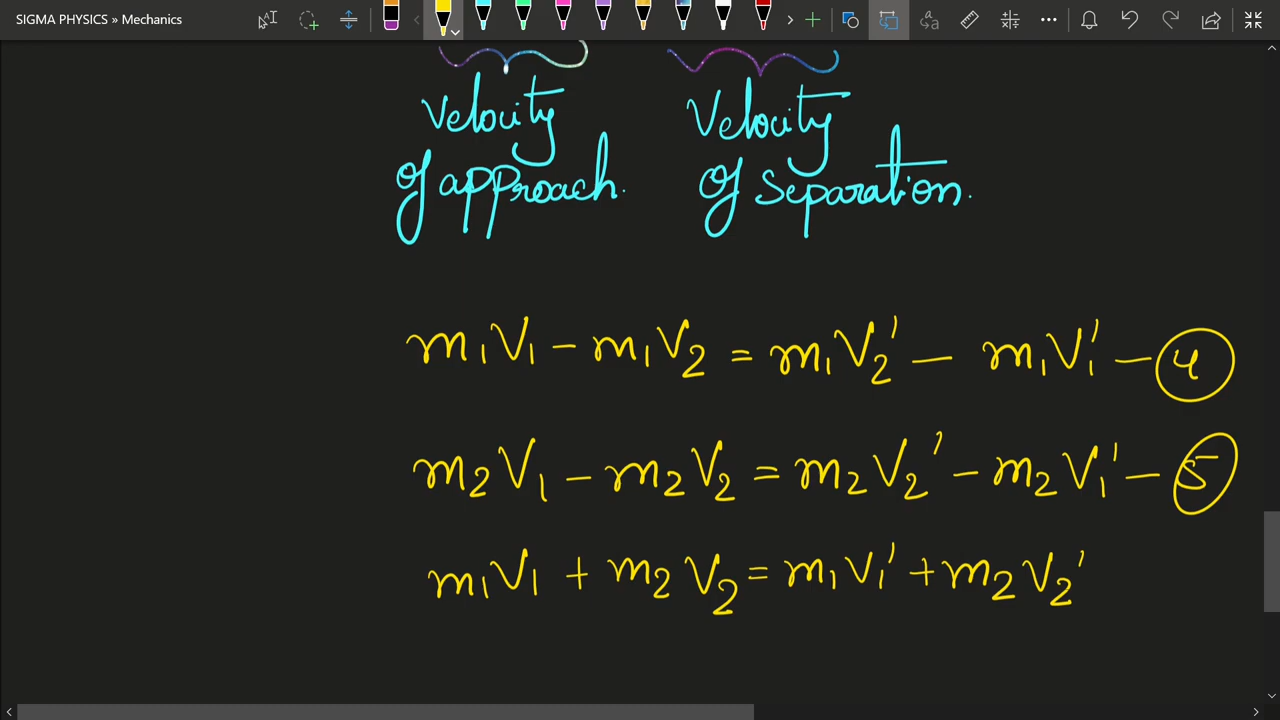 SIGMA PHYSICS » Mechanics
Velocity of approach.
Velocity of separation.
m₁V₁ – m₁V₂ = m₁V₂' – m₁V₁' – ④
m₂V₁ – m₂V₂ = m₂V₂' – m₂V₁' – ⑤
m₁V₁ + m₂V₂ = m₁V₁' + m₂V₂'